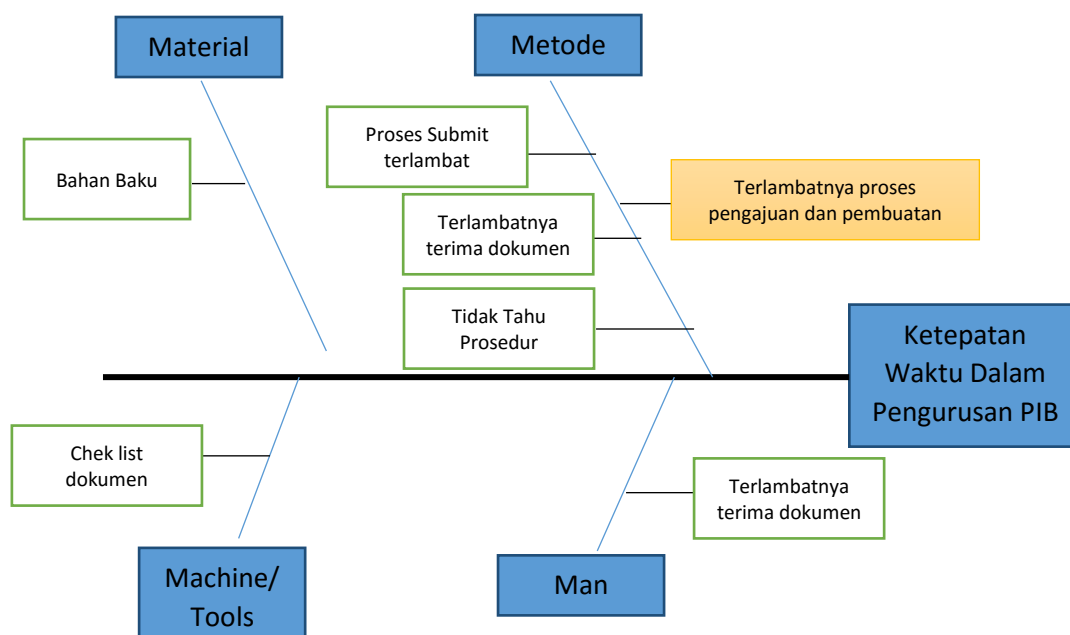 Material
Metode
Proses Submit
terlambat
Bahan Baku
Terlambatnya proses
pengajuan dan pembuatan
Terlambatnya
terima dokumen
Tidak Tahu
Prosedur
Ketepatan
Waktu Dalam
Pengurusan PIB
Chek list
dokumen
Terlambatnya
terima dokumen
Machine/
Tools
Man